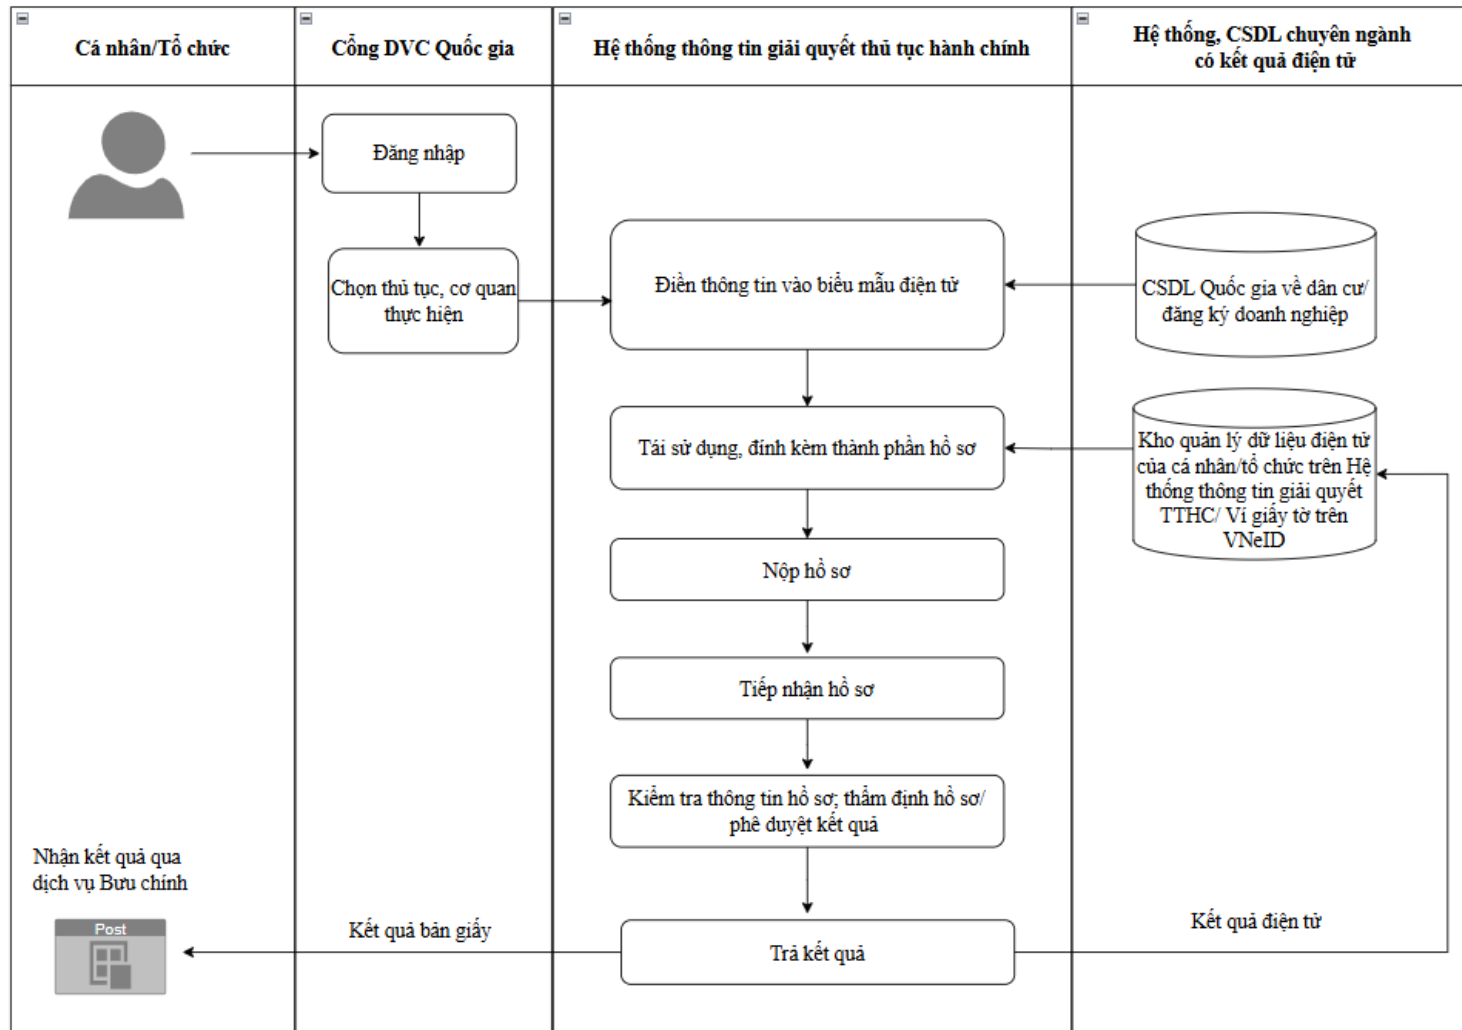 Cá nhân/Tổ chức
Cổng DVC Quốc gia
Hệ thống thông tin giải quyết thủ tục hành chính
Hệ thống, CSDL chuyên ngành
có kết quả điện tử
Đăng nhập
Chọn thủ tục, cơ quan
thực hiện
Điền thông tin vào biểu mẫu điện tử
CSDL Quốc gia về dân cư/
đăng ký doanh nghiệp
Tái sử dụng, đính kèm thành phần hồ sơ
Kho quản lý dữ liệu điện tử
của cá nhân/tổ chức trên Hệ
thống thông tin giải quyết
TTHC/ Ví giấy tờ trên
VNeID
Nộp hồ sơ
Tiếp nhận hồ sơ
Kiểm tra thông tin hồ sơ; thẩm định hồ sơ/
phê duyệt kết quả
Nhận kết quả qua
dịch vụ Bưu chính
Post
Kết quả bản giấy
Trả kết quả
Kết quả điện tử